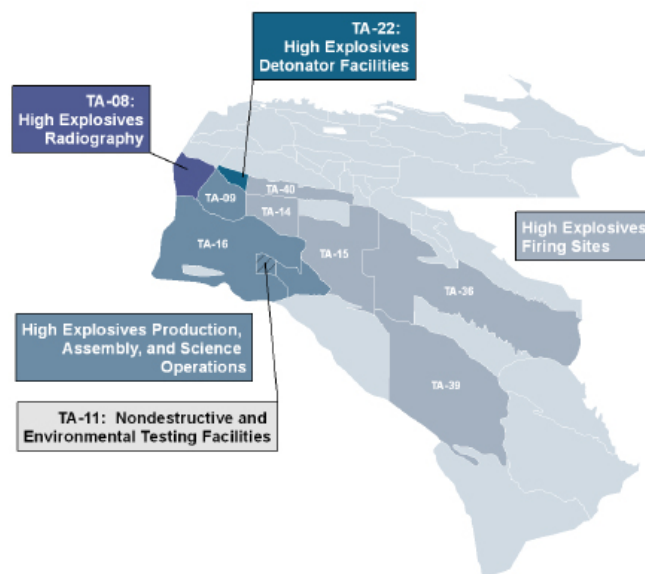 TA-22:
High Explosives
Detonator Facilities
TA-08:
High Explosives
Radiography
TA-40
TA-09
TA-14
High Explosives
Firing Sites
TA-16
TA-15
TA-36
High Explosives Production,
Assembly, and Science
Operations
TA-39
TA-11: Nondestructive and
Environmental Testing Facilities